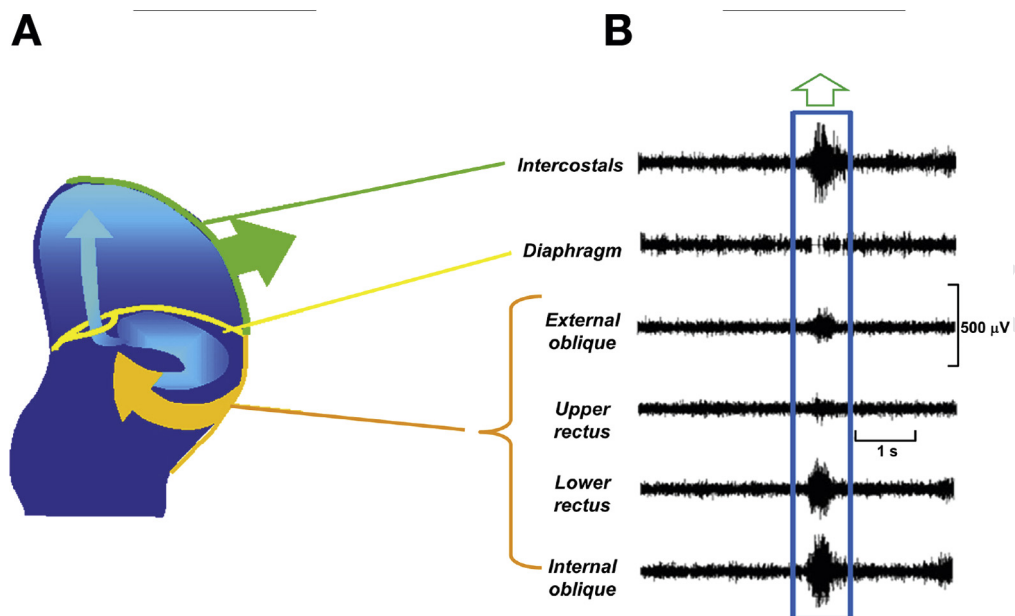 A
B
Intercostals
Diaphragm
External
oblique
500 μV
Upper
rectus
1 s
Lower
rectus
Internal
oblique